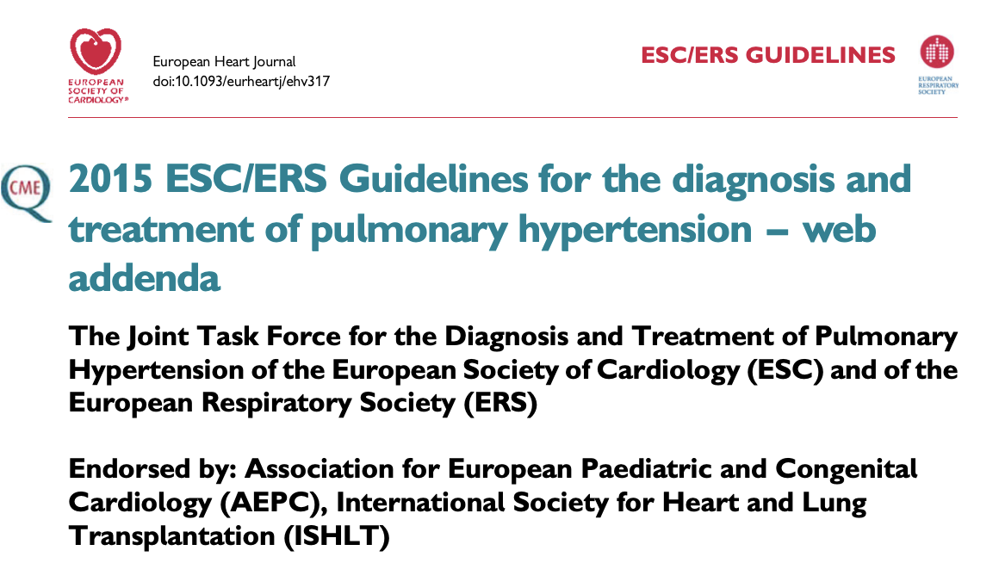 European Heart Journal
doi:10.1093/eurheartj/ehv317
ESC/ERS GUIDELINES
EUROPEAN
SOCIETY OF
CARDIOLOGY®
EUROPEAN
RESPIRATORY
SOCIETY
CME
2015 ESC/ERS Guidelines for the diagnosis and
treatment of pulmonary hypertension – web
addenda
The Joint Task Force for the Diagnosis and Treatment of Pulmonary
Hypertension of the European Society of Cardiology (ESC) and of the
European Respiratory Society (ERS)
Endorsed by: Association for European Paediatric and Congenital
Cardiology (AEPC), International Society for Heart and Lung
Transplantation (ISHLT)